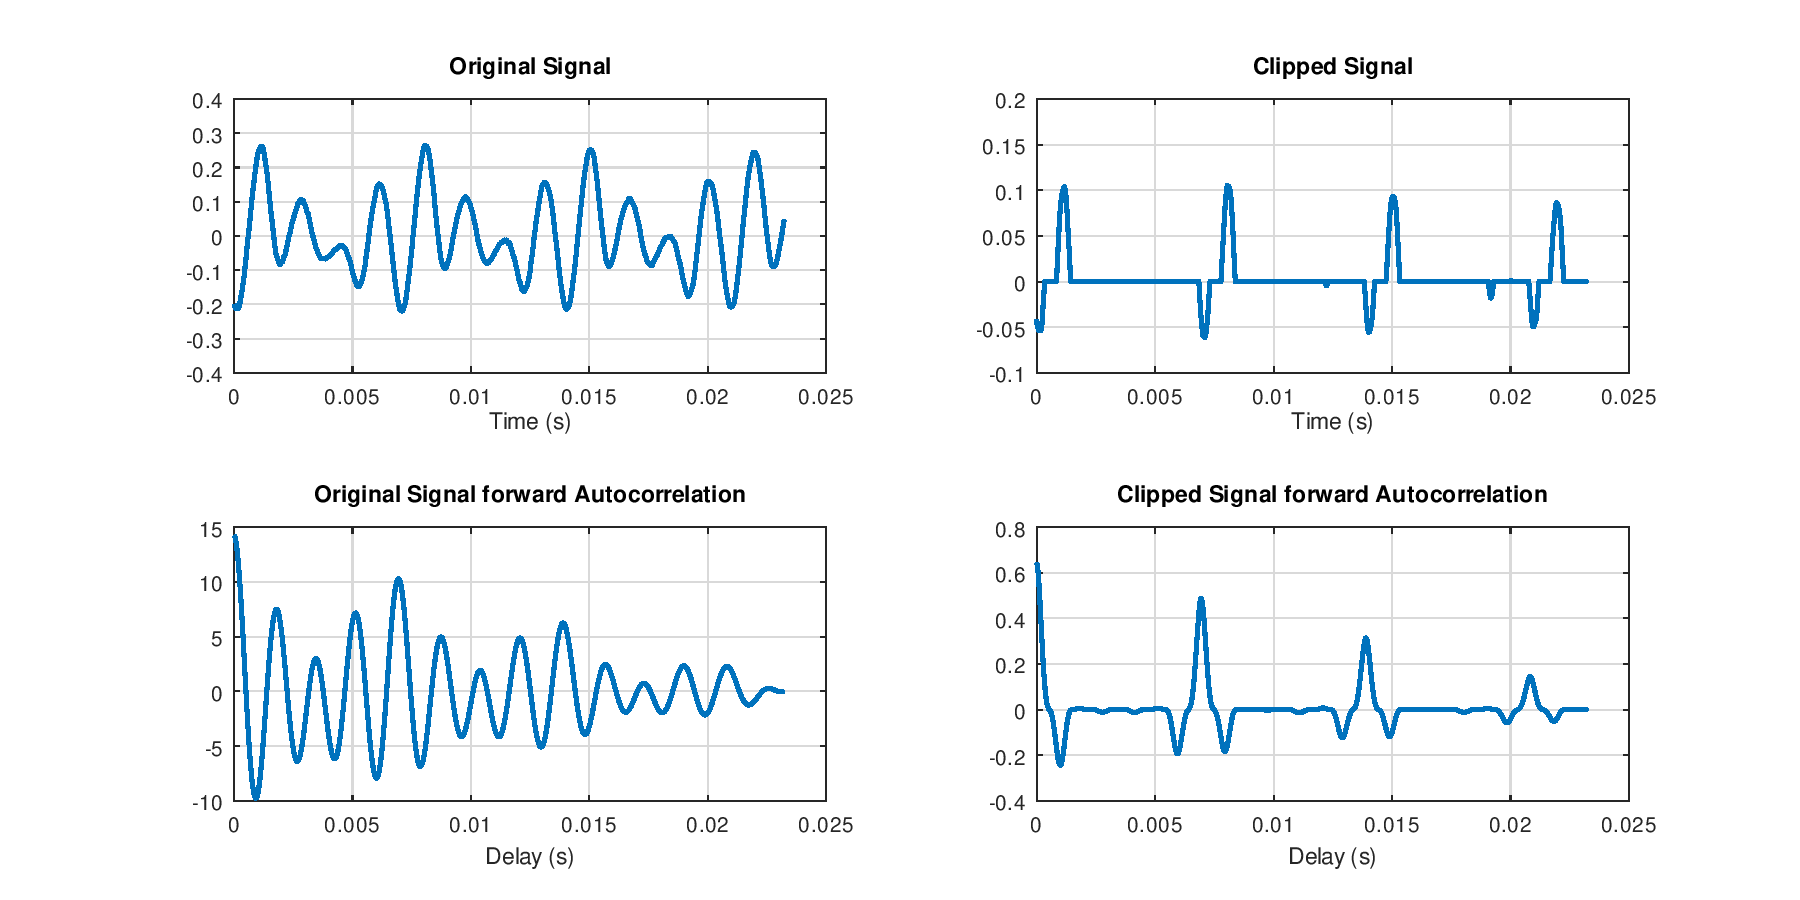 Original Signal
0.4
0.3
0.2
0.1
0
-0.1
-0.2
-0.3
-0.4
0 0.005 0.01 0.015 0.02 0.025
Time (s)
Clipped Signal
0.2
0.15
0.1
0.05
0
-0.05
-0.1
0 0.005 0.01 0.015 0.02 0.025
Time (s)
Original Signal forward Autocorrelation
15
10
5
0
-5
-10
0 0.005 0.01 0.015 0.02 0.025
Delay (s)
Clipped Signal forward Autocorrelation
0.8
0.6
0.4
0.2
0
-0.2
-0.4
0 0.005 0.01 0.015 0.02 0.025
Delay (s)